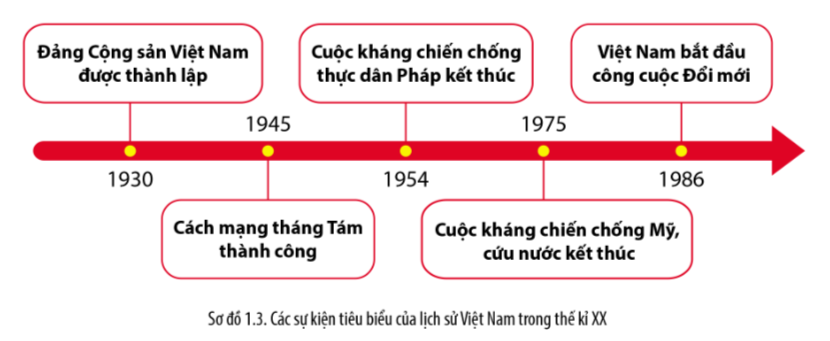 Đảng Cộng sản Việt Nam
được thành lập
Cuộc kháng chiến chống
thực dân Pháp kết thúc
Việt Nam bắt đầu
công cuộc Đổi mới
1945
1975
1930
1954
1986
Cách mạng tháng Tám
thành công
Cuộc kháng chiến chống Mỹ,
cứu nước kết thúc
Sơ đồ 1.3. Các sự kiện tiêu biểu của lịch sử Việt Nam trong thế kỉ XX